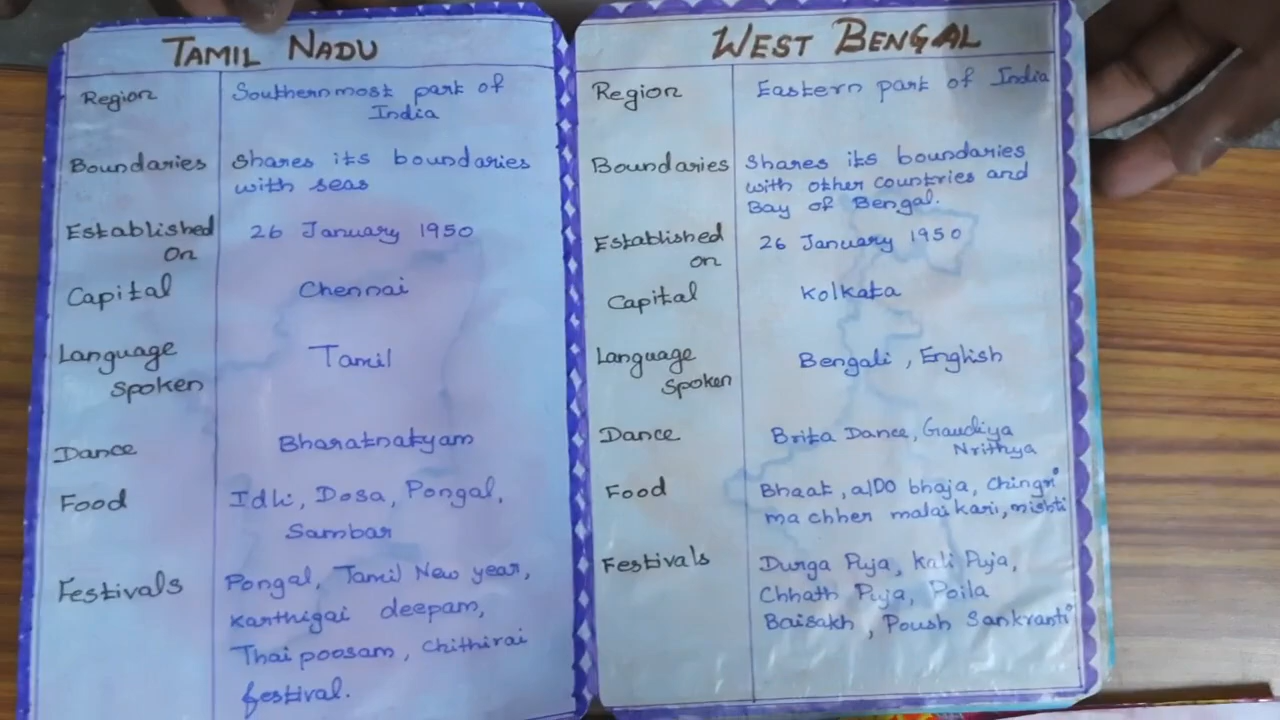 TAMIL NADU
Region
Southernmost part of
India
Boundaries
Shares its boundaries
with seas
Established
On
26 January 1950
Capital
Chennai
Language
spoken
Tamil
Dance
Bharatnatyam
Food
Idli, Dosa, Pongal,
Sambar
Festivals
Pongal, Tamil New year,
Karthigai deepam,
Thai poosam, Chithirai
festival.
WEST BENGAL
Region
Eastern part of India
Boundaries
Shares its boundaries
with other countries and
Bay of Bengal.
Established
on
26 January 1950
Capital
Kolkata
Language
Spoken
Bengali, English
Dance
Brita Dance, Gaudiya
Nrithya
Food
Bhaat, aloo bhaja, Chingri
ma chher malai kari, mishti
Festivals
Durga Puja, Kali Puja,
Chhath Puja, Poila
Baisakh, Poush Sankranti